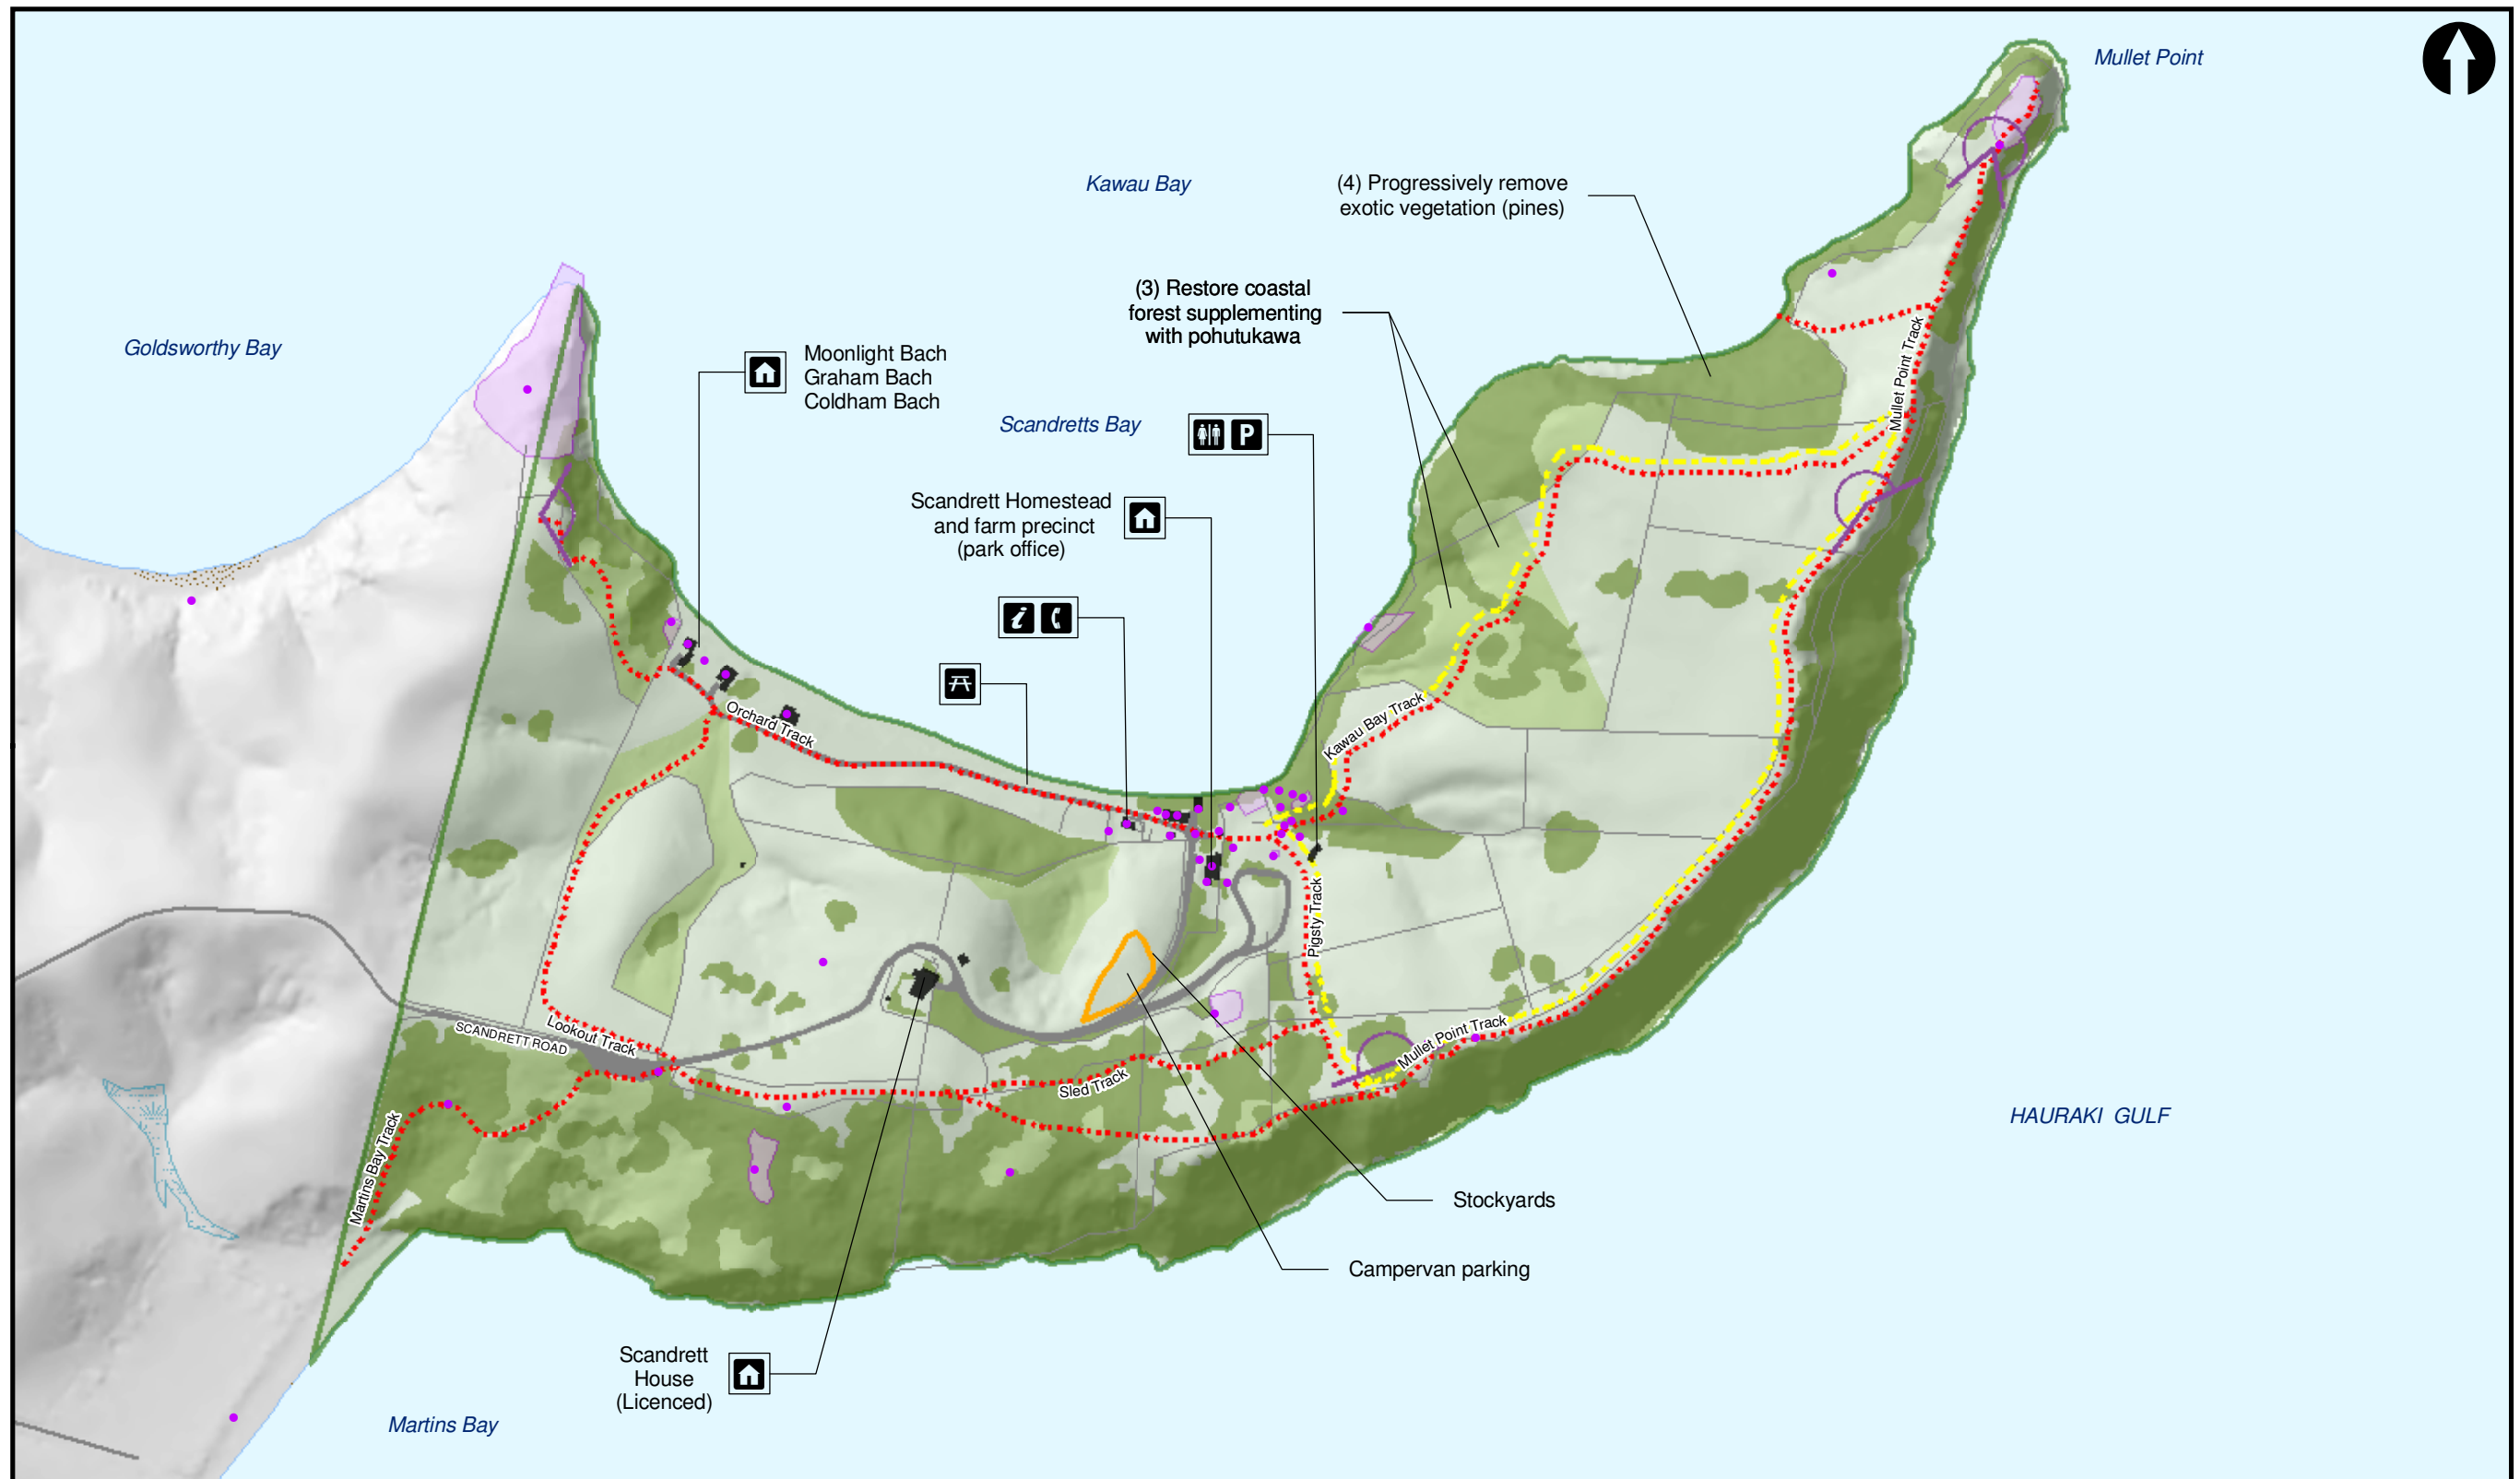 Mullet Point
Kawau Bay
(4) Progressively remove
exotic vegetation (pines)
(3) Restore coastal
forest supplementing
with pohutukawa
Goldsworthy Bay
Moonlight Bach
Graham Bach
Coldham Bach
Scandretts Bay
P
Scandrett Homestead
and farm precinct
(park office)
i
Mullet Point Track
Orchard Track
Kawau Bay Track
Pigsty Track
SCANDRETT ROAD
Lookout Track
Mullet Point Track
Sled Track
Martins Bay Track
HAURAKI GULF
Stockyards
Campervan parking
Scandrett
House
(Licenced)
Martins Bay